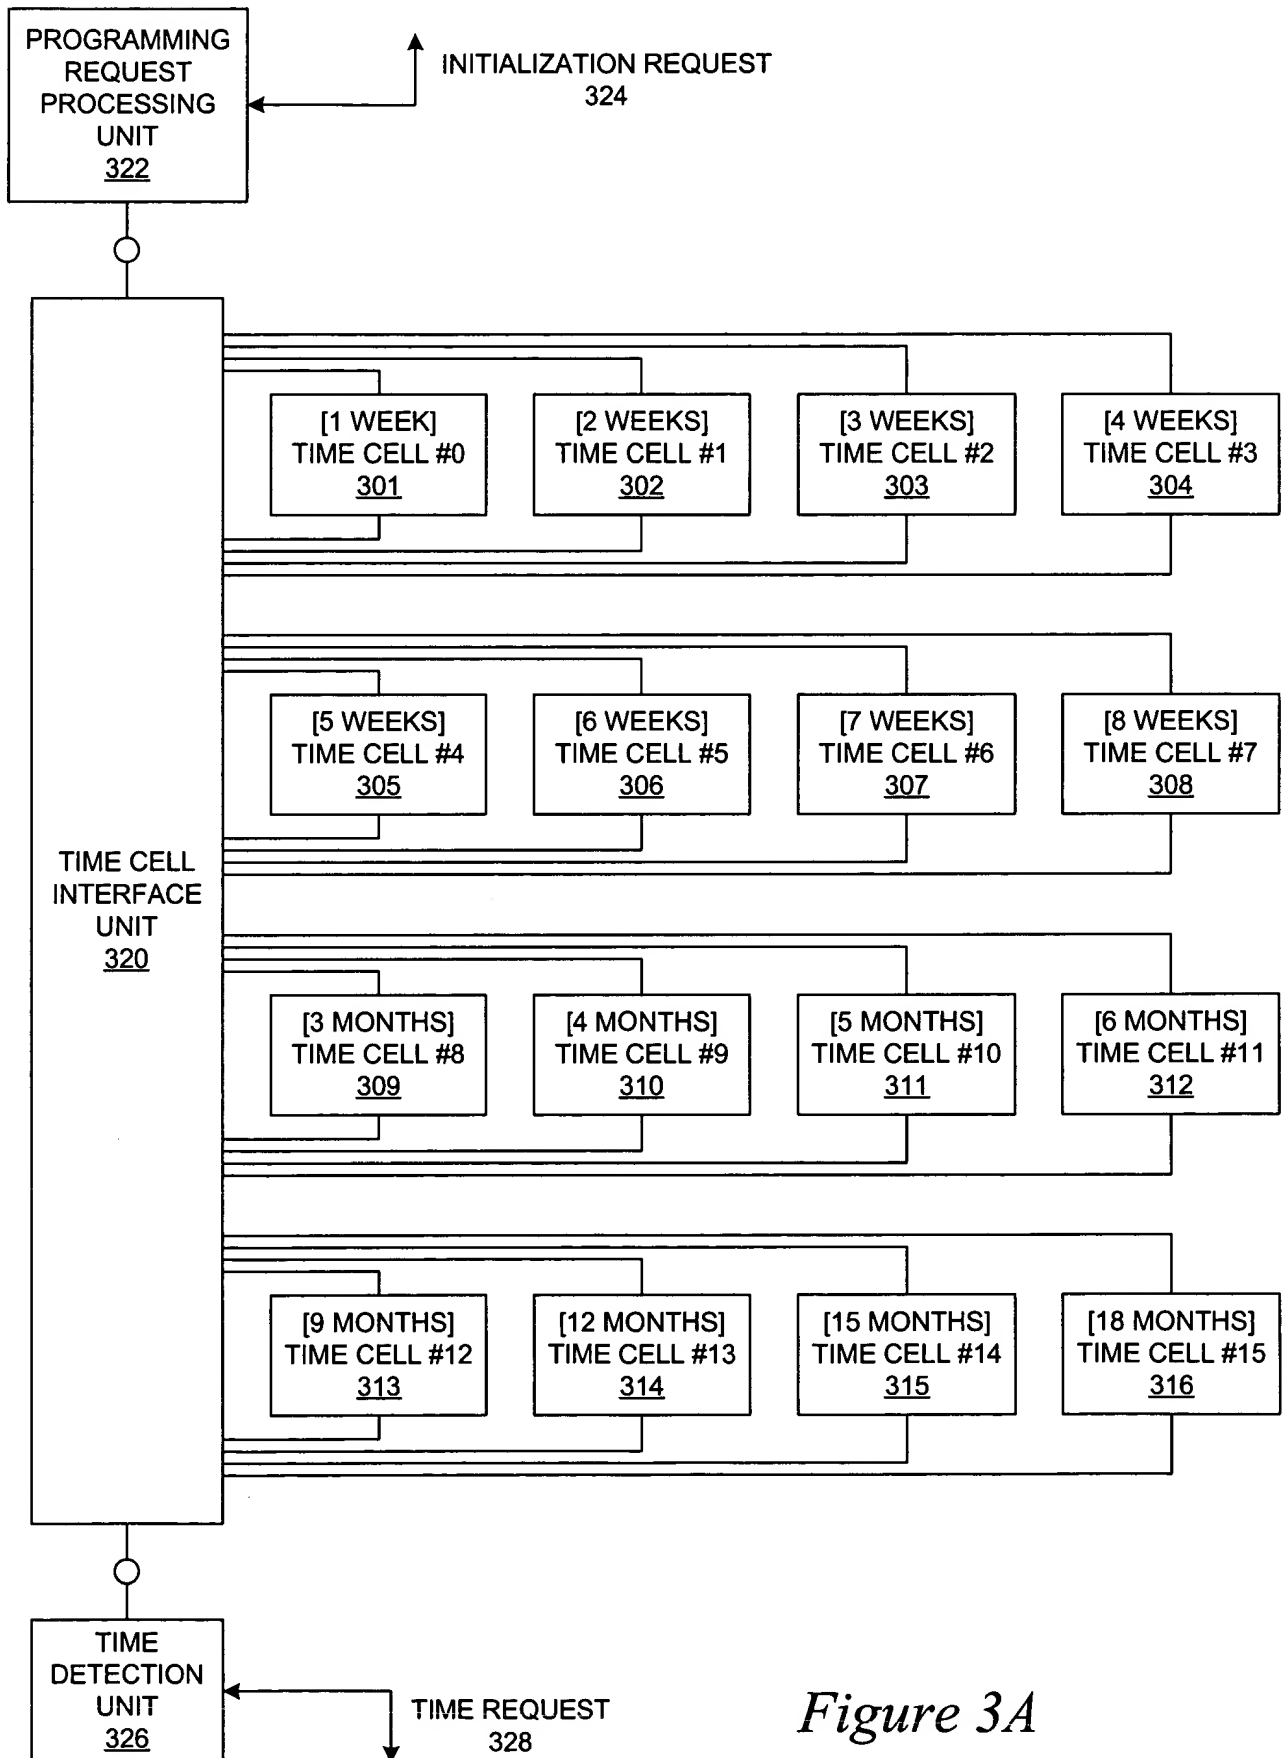 PROGRAMMING
REQUEST
PROCESSING
UNIT
322
INITIALIZATION REQUEST
324
[1 WEEK]
TIME CELL #0
301
[2 WEEKS]
TIME CELL #1
302
[3 WEEKS]
TIME CELL #2
303
[4 WEEKS]
TIME CELL #3
304
[5 WEEKS]
TIME CELL #4
305
[6 WEEKS]
TIME CELL #5
306
[7 WEEKS]
TIME CELL #6
307
[8 WEEKS]
TIME CELL #7
308
TIME CELL
INTERFACE
UNIT
320
[3 MONTHS]
TIME CELL #8
309
[4 MONTHS]
TIME CELL #9
310
[5 MONTHS]
TIME CELL #10
311
[6 MONTHS]
TIME CELL #11
312
[9 MONTHS]
TIME CELL #12
313
[12 MONTHS]
TIME CELL #13
314
[15 MONTHS]
TIME CELL #14
315
[18 MONTHS]
TIME CELL #15
316
TIME
DETECTION
UNIT
326
TIME REQUEST
328
Figure 3A